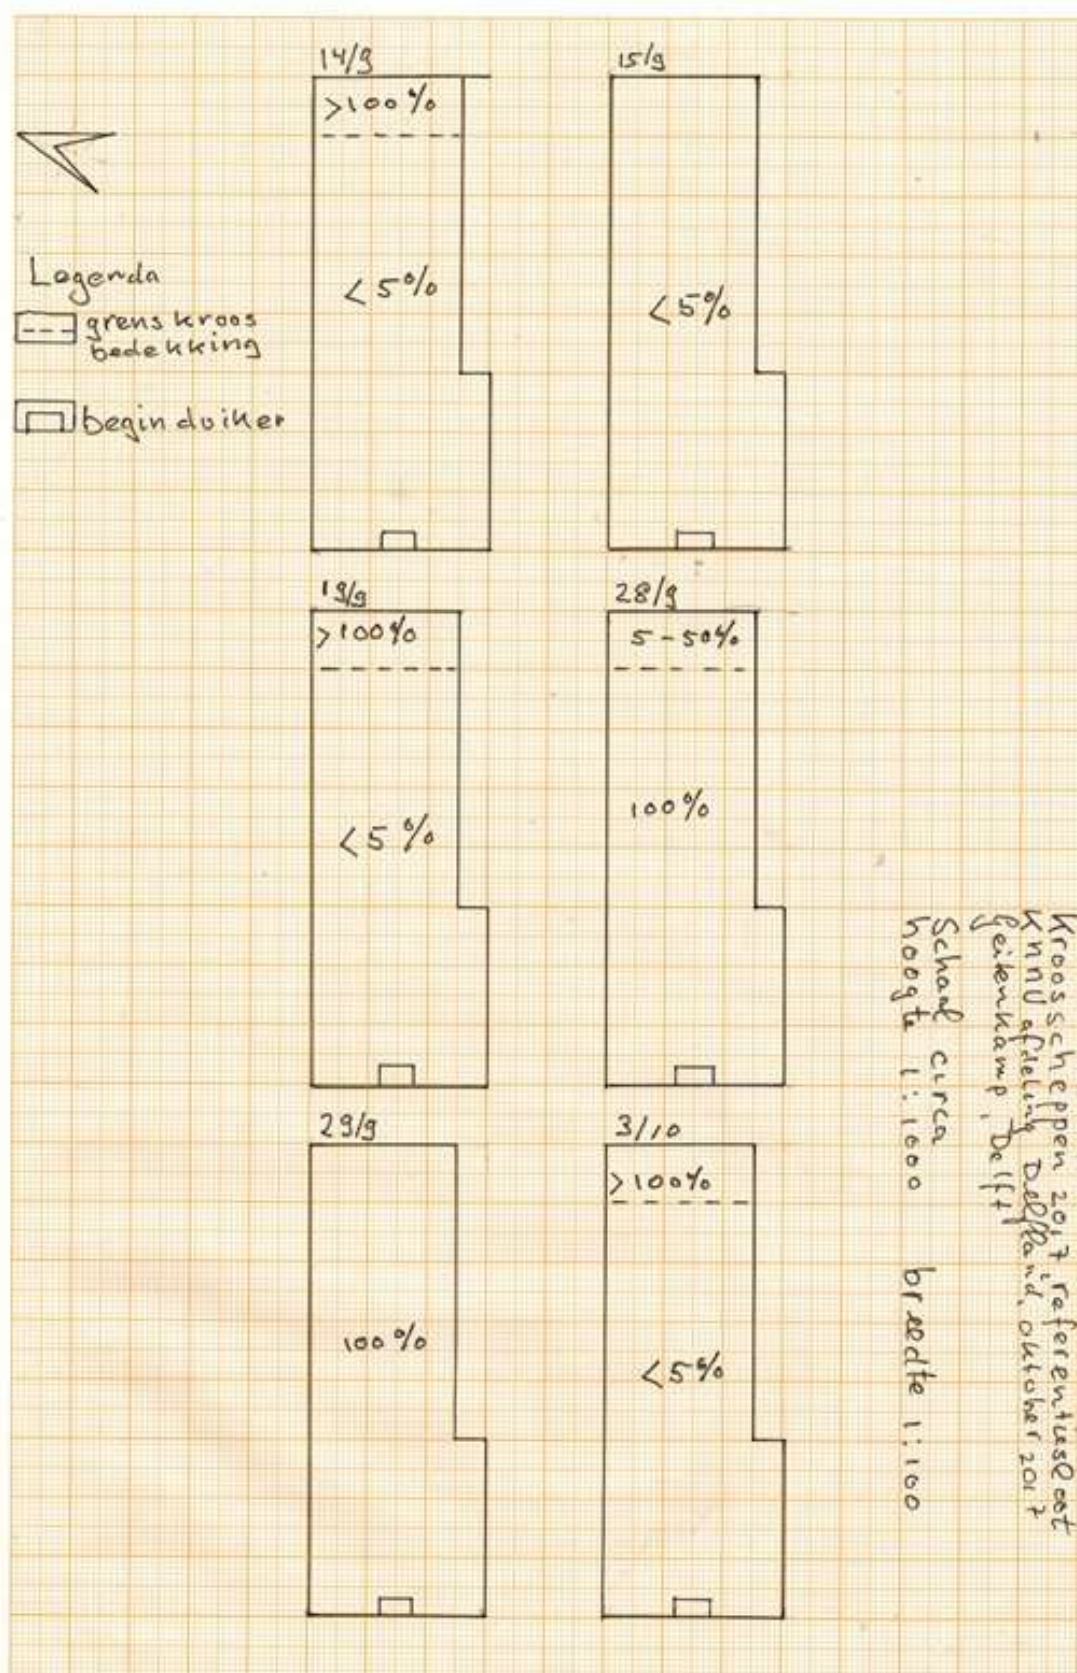 14/9
>100%
<5%
15/9
<5%
Legenda
grens kroos
bedekking
begin duiker
19/9
>100%
<5%
28/9
5-50%
100%
29/9
100%
3/10
>100%
<5%
Kroosscheppen 2017, referentiesloot
KNNV afdeling Delfland, oktober 2017
Geitenkamp, Delft
Schaal circa
hoogte 1:1000 breedte 1:100